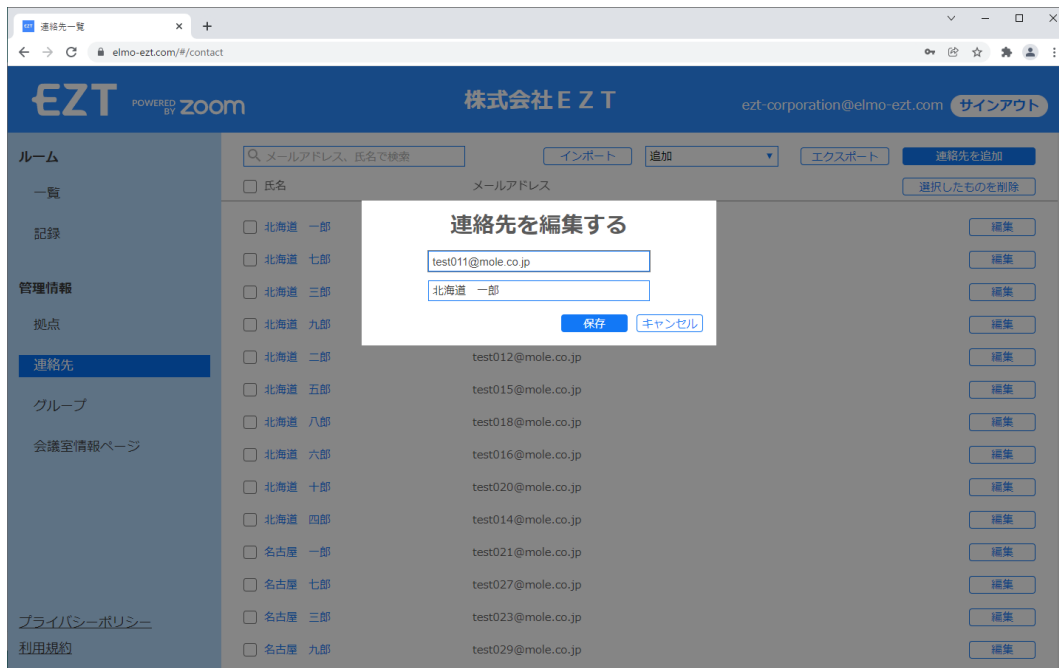 連絡先一覧
elmo-ezt.com/#/contact
EZT POWERED BY zoom
株式会社ＥＺＴ
ezt-corporation@elmo-ezt.com サインアウト
ルーム
一覧
記録
管理情報
拠点
連絡先
グループ
会議室情報ページ
プライバシーポリシー
利用規約
メールアドレス、氏名で検索 インポート 追加 エクスポート 連絡先を追加
氏名 メールアドレス 選択したものを削除
北海道　一郎 編集
北海道　七郎 編集
北海道　三郎 編集
北海道　九郎 編集
北海道　二郎 test012@mole.co.jp 編集
北海道　五郎 test015@mole.co.jp 編集
北海道　八郎 test018@mole.co.jp 編集
北海道　六郎 test016@mole.co.jp 編集
北海道　十郎 test020@mole.co.jp 編集
北海道　四郎 test014@mole.co.jp 編集
名古屋　一郎 test021@mole.co.jp 編集
名古屋　七郎 test027@mole.co.jp 編集
名古屋　三郎 test023@mole.co.jp 編集
名古屋　九郎 test029@mole.co.jp 編集
連絡先を編集する
test011@mole.co.jp
北海道　一郎
保存 キャンセル